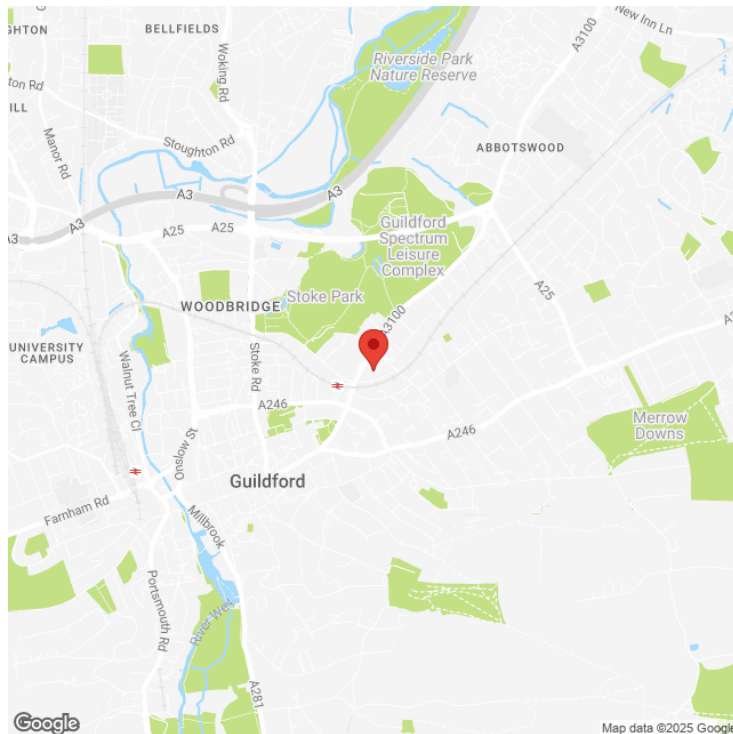 GHTON
BELLFIELDS
New Inn Ln
A3100
Woking Rd
Riverside Park
Nature Reserve
ton Rd
ILL
Manor Rd
Stoughton Rd
ABBOTSWOOD
A3
A3
A3
A3
A25
A25
Guildford
Spectrum
Leisure
Complex
A25
Stoke Park
WOODBRIDGE
A3100
UNIVERSITY
CAMPUS
Walnut Tree Cl
Stoke Rd
A246
A246
Merrow
Downs
Onslow St
Guildford
Farnham Rd
Millbrook
Portsmouth Rd
River Wey
A281
Google
Map data ©2025 Google